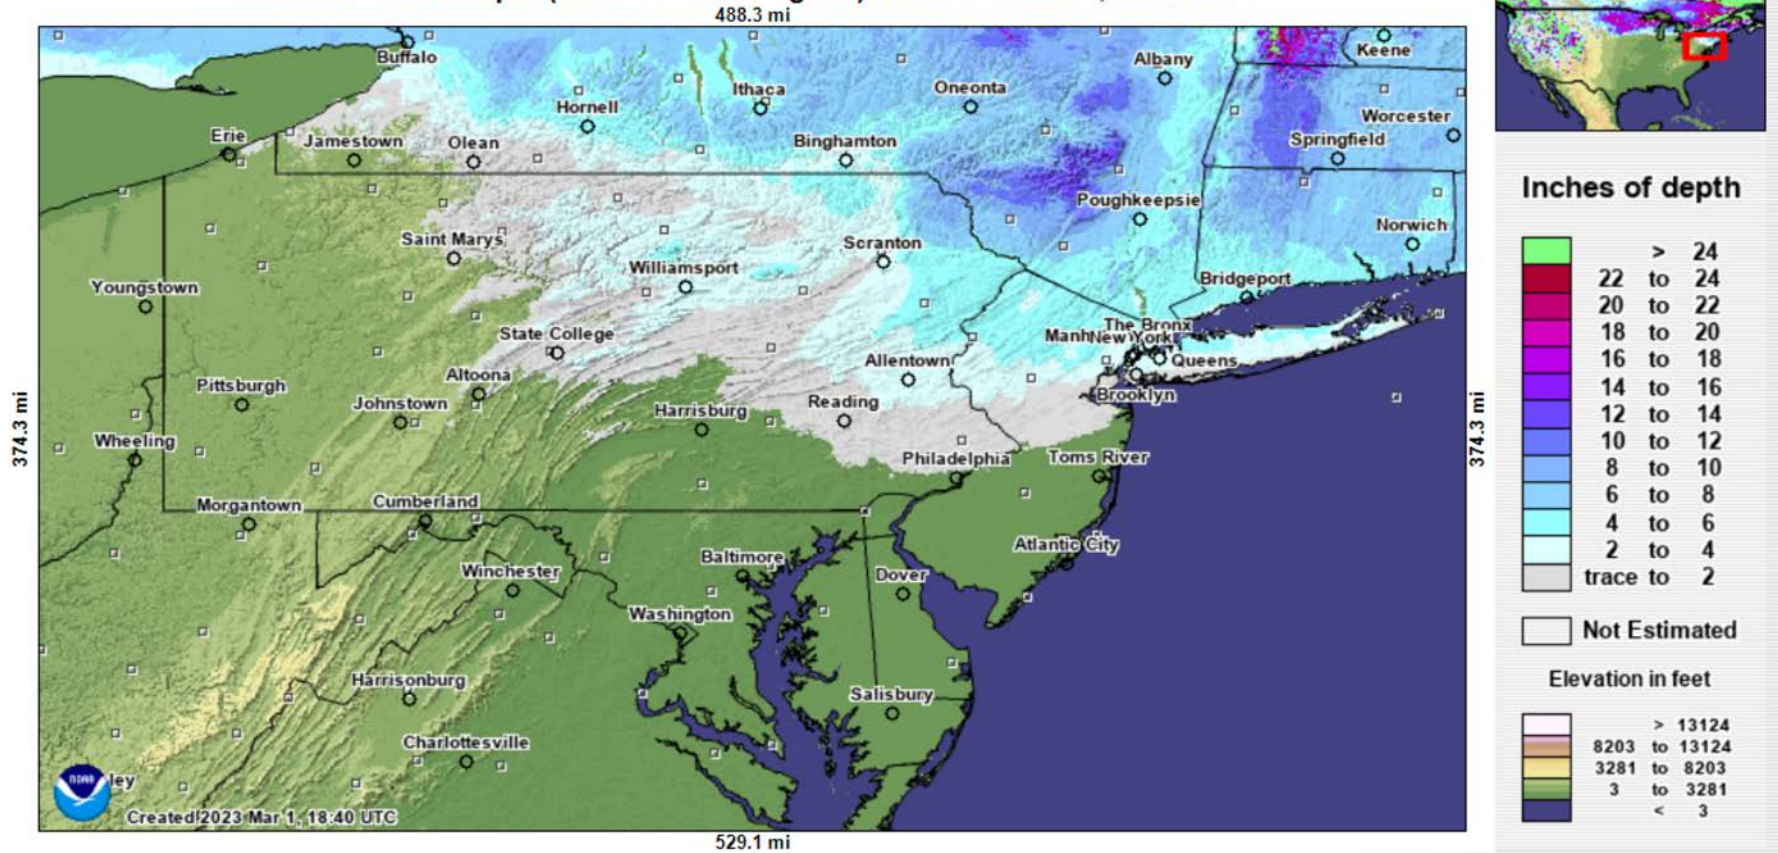 488.3 mi
Buffalo
Keene
Albany
Ithaca
Oneonta
Hornell
Worcester
Erie
Jamestown
Olean
Binghamton
Springfield
Poughkeepsie
Norwich
Saint Marys
Scranton
Williamsport
Youngstown
Bridgeport
State College
The Bronx
Manh
New York
Queens
Allentown
Altoona
Pittsburgh
Johnstown
Reading
Harrisburg
Brooklyn
Wheeling
374.3 mi
374.3 mi
Philadelphia
Toms River
Morgantown
Cumberland
Atlantic City
Baltimore
Winchester
Dover
Washington
Harrisonburg
Salisbury
Charlottesville
NOAA
ley
Created 2023 Mar 1, 18:40 UTC
529.1 mi
Inches of depth
> 24
22 to 24
20 to 22
18 to 20
16 to 18
14 to 16
12 to 14
10 to 12
8 to 10
6 to 8
4 to 6
2 to 4
trace to 2
Not Estimated
Elevation in feet
> 13124
8203 to 13124
3281 to 8203
3 to 3281
< 3